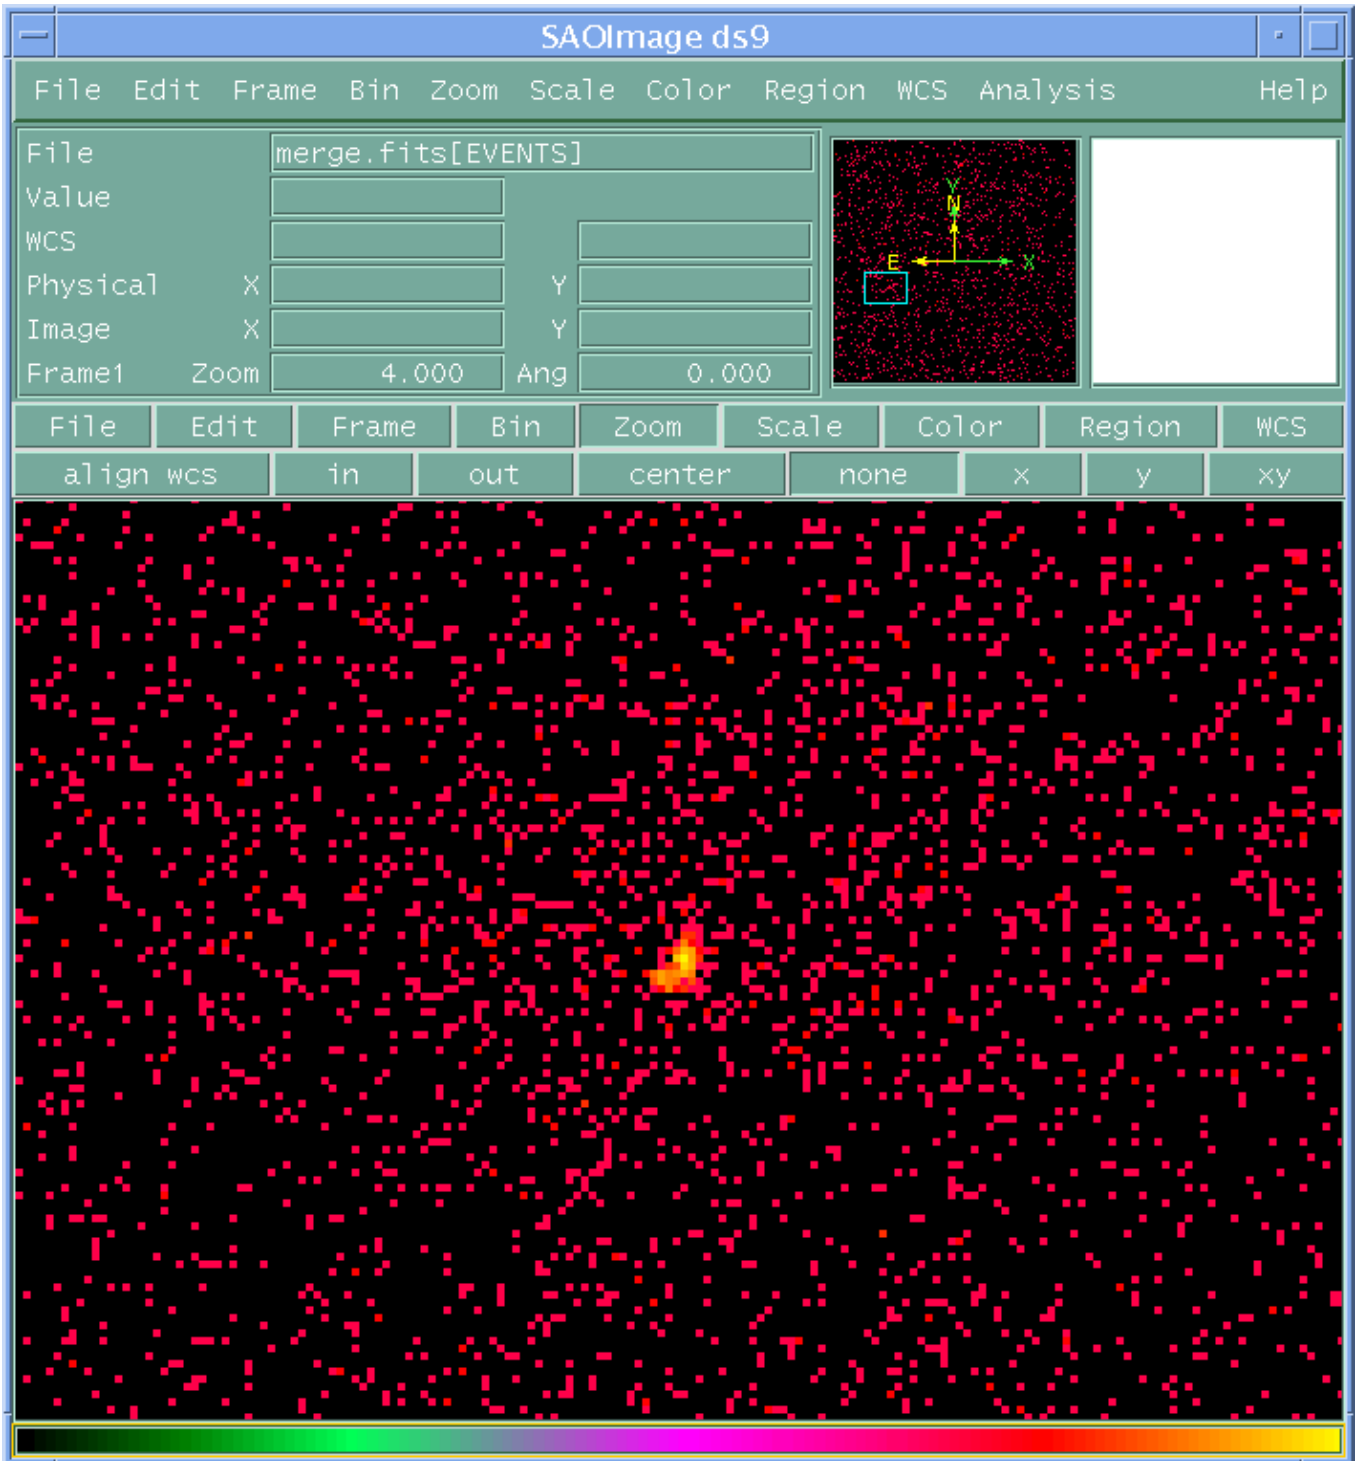 SAOImage ds9
File Edit Frame Bin Zoom Scale Color Region WCS Analysis Help
File merge.fits[EVENTS]
Value
WCS
Physical X Y
Image X Y
Frame1 Zoom 4.000 Ang 0.000
Y
N
E X
File Edit Frame Bin Zoom Scale Color Region WCS
align wcs in out center none x y xy